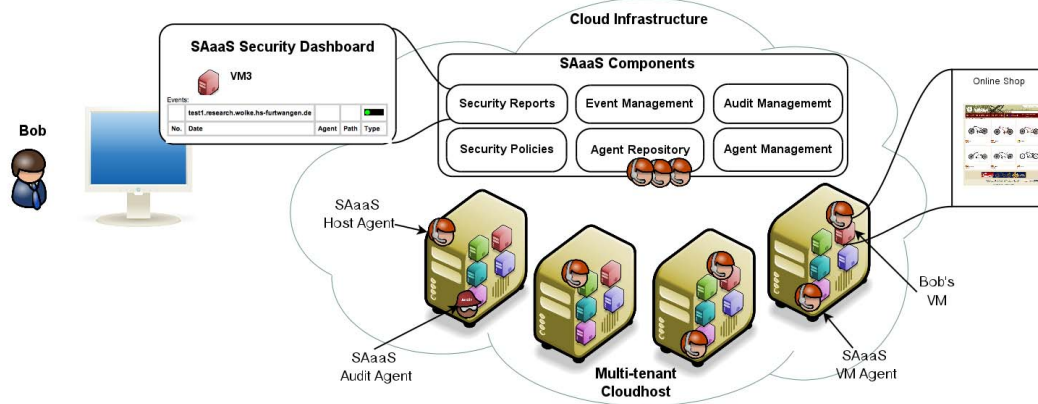 Cloud Infrastructure
SAaaS Security Dashboard
VM3
Events:
test1.research.wolke.hs-furtwangen.de
No. Date Agent Path Type
SAaaS Components
Security Reports
Event Management
Audit Managememt
Security Policies
Agent Repository
Agent Management
Online Shop
Bob
SAaaS
Host Agent
Bob's
VM
SAaaS
Audit Agent
SAaaS
VM Agent
Multi-tenant
Cloudhost